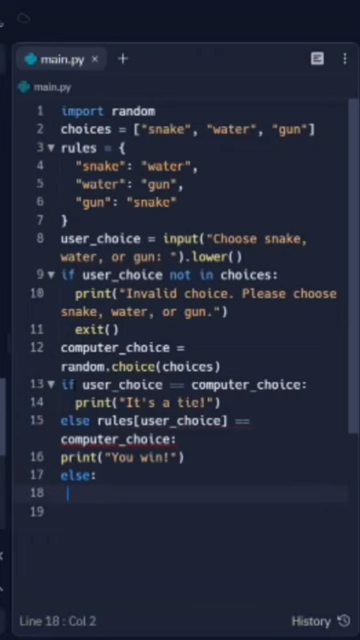 main.py × +
main.py
1 import random
2 choices = ["snake", "water", "gun"]
3 rules = {
4 "snake": "water",
5 "water": "gun",
6 "gun": "snake"
7 }
8 user_choice = input("Choose snake,
water, or gun: ").lower()
9 if user_choice not in choices:
10 print("Invalid choice. Please choose
snake, water, or gun.")
11 exit()
12 computer_choice =
random.choice(choices)
13 if user_choice == computer_choice:
14 print("It's a tie!")
15 else rules[user_choice] ==
computer_choice:
16 print("You win!")
17 else:
18
19
Line 18 : Col 2 History